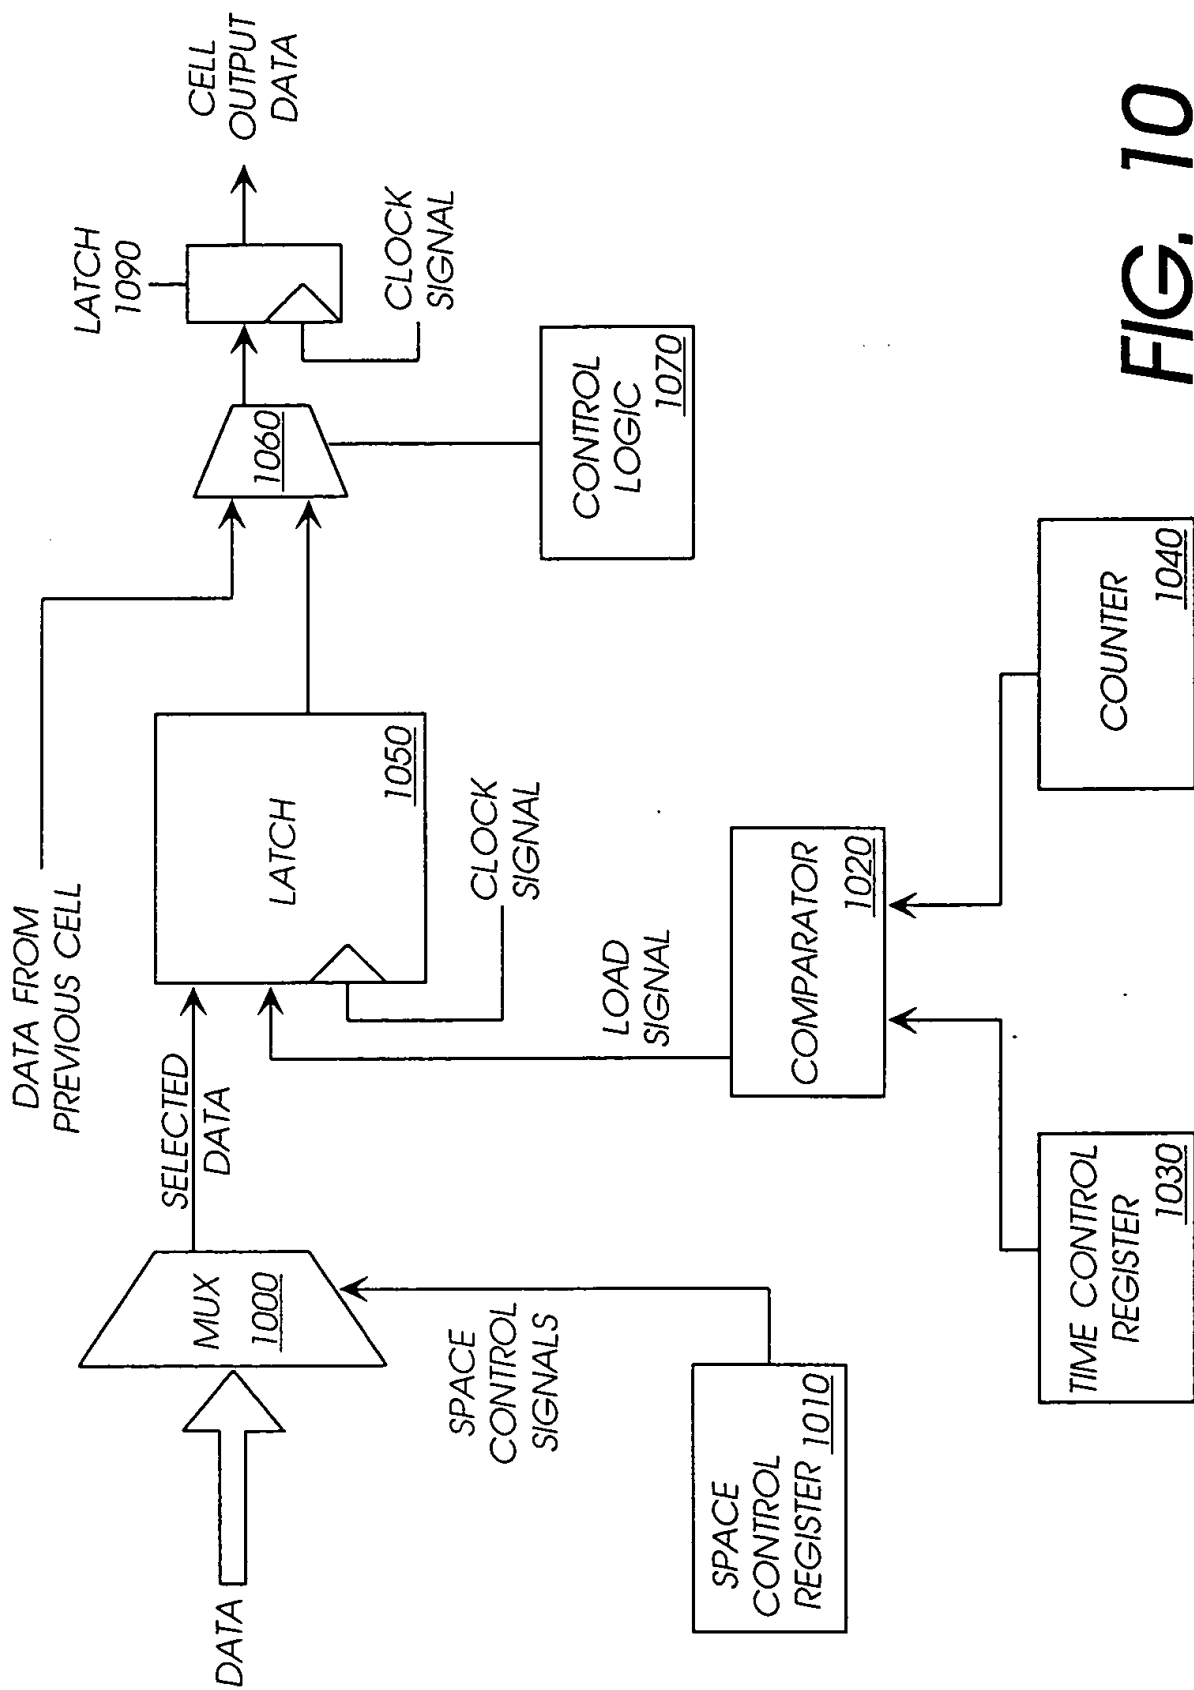 DATA
MUX
1000
SELECTED
DATA
SPACE
CONTROL
SIGNALS
SPACE
CONTROL
REGISTER 1010
DATA FROM
PREVIOUS CELL
LATCH
1050
CLOCK
SIGNAL
LOAD
SIGNAL
COMPARATOR
1020
TIME CONTROL
REGISTER
1030
COUNTER
1040
1060
CONTROL
LOGIC
1070
LATCH
1090
CLOCK
SIGNAL
CELL
OUTPUT
DATA
FIG. 10